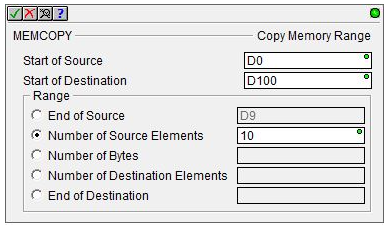 MEMCOPY Copy Memory Range
Start of Source D0
Start of Destination D100
Range
End of Source D9
Number of Source Elements 10
Number of Bytes
Number of Destination Elements
End of Destination